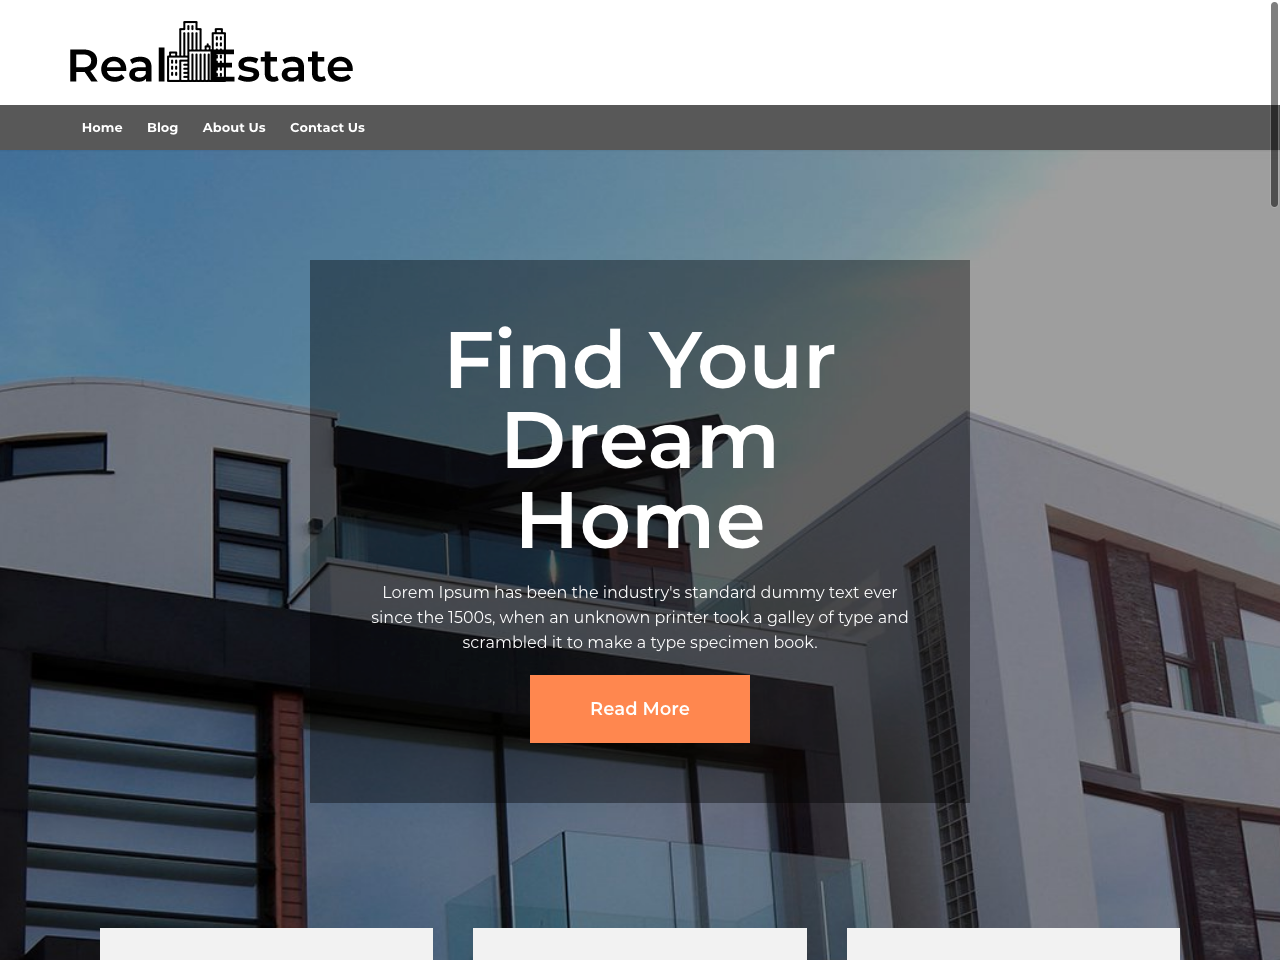 Real Estate
Home Blog About Us Contact Us
Find Your
Dream
Home
Lorem Ipsum has been the industry's standard dummy text ever
since the 1500s, when an unknown printer took a galley of type and
scrambled it to make a type specimen book.
Read More